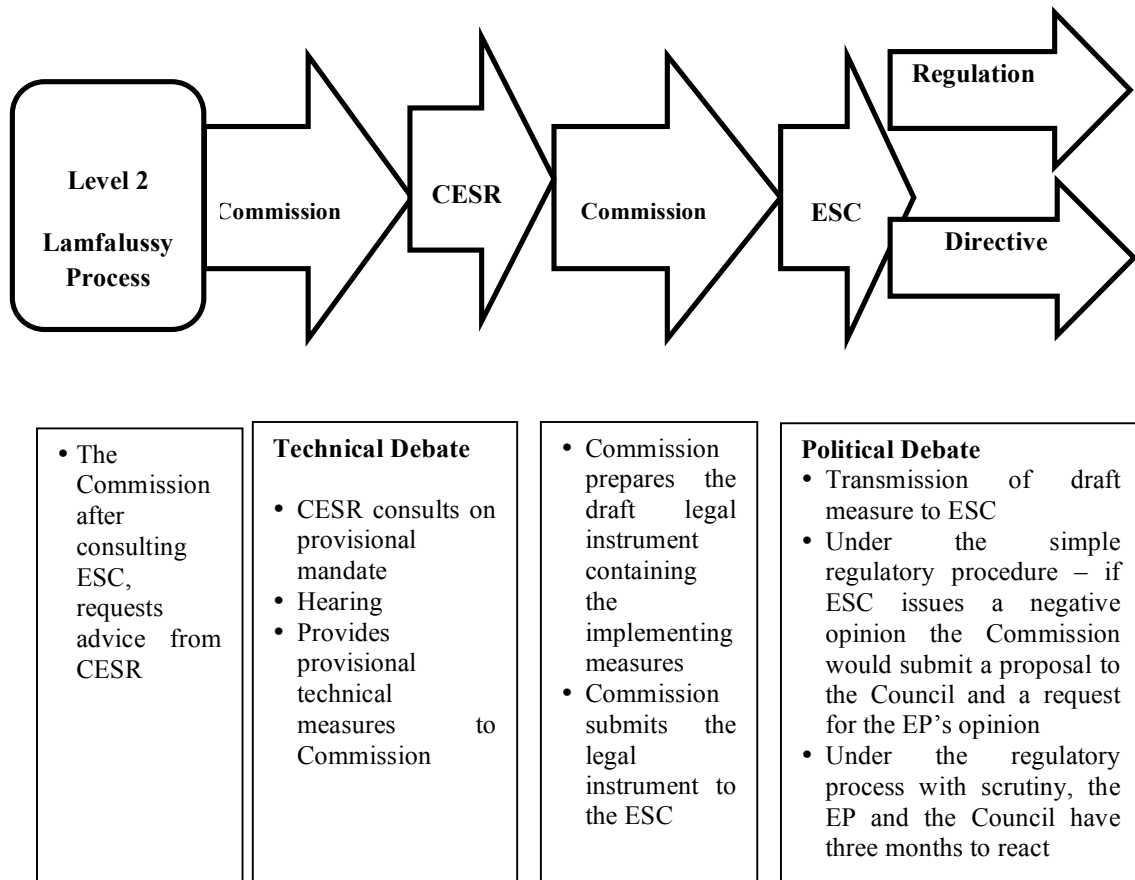 Level 2
Lamfalussy
Process
Commission
CESR
Commission
ESC
Regulation
Directive
• The
Commission
after
consulting
ESC,
requests
advice from
CESR
Technical Debate
• CESR consults on
provisional
mandate
• Hearing
• Provides
provisional
technical
measures to
Commission
• Commission
prepares the
draft legal
instrument
containing
the
implementing
measures
• Commission
submits the
legal
instrument to
the ESC
Political Debate
• Transmission of draft
measure to ESC
• Under the simple
regulatory procedure – if
ESC issues a negative
opinion the Commission
would submit a proposal to
the Council and a request
for the EP’s opinion
• Under the regulatory
process with scrutiny, the
EP and the Council have
three months to react